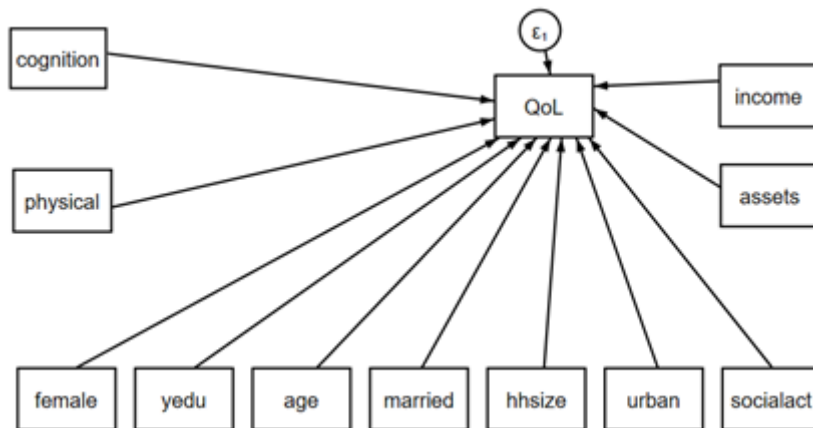 ε₁
cognition
QoL
income
physical
assets
female
yedu
age
married
hhsize
urban
socialact